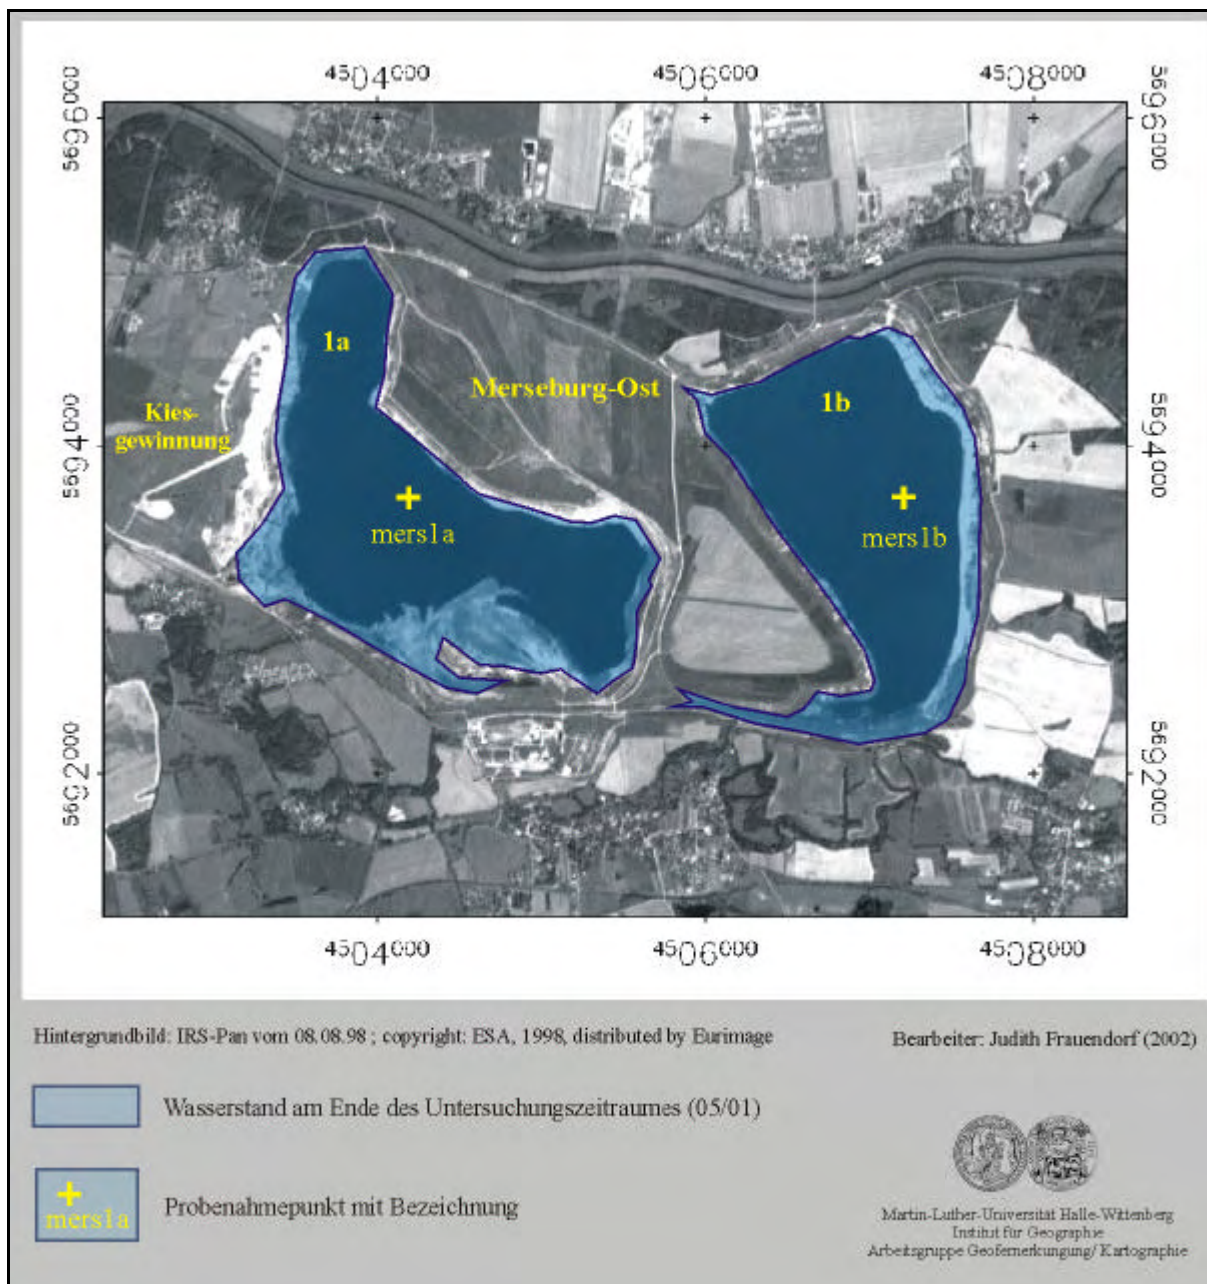 4504000 4506000 4508000
5696000 5696000
1a
Merseburg-Ost
1b
Kies-
gewinnung
5694000 5694000
mers1a
mers1b
5692000 5692000
4504000 4506000 4508000
Hintergrundbild: IRS-Pan vom 08.08.98 ; copyright: ESA, 1998, distributed by Eurimage
Bearbeiter: Judith Frauendorf (2002)
Wasserstand am Ende des Untersuchungszeitraumes (05/01)
mers1a
Probenahmepunkt mit Bezeichnung
Martin-Luther-Universität Halle-Wittenberg
Institut für Geographie
Arbeitsgruppe Geofernerkungung/ Kartographie